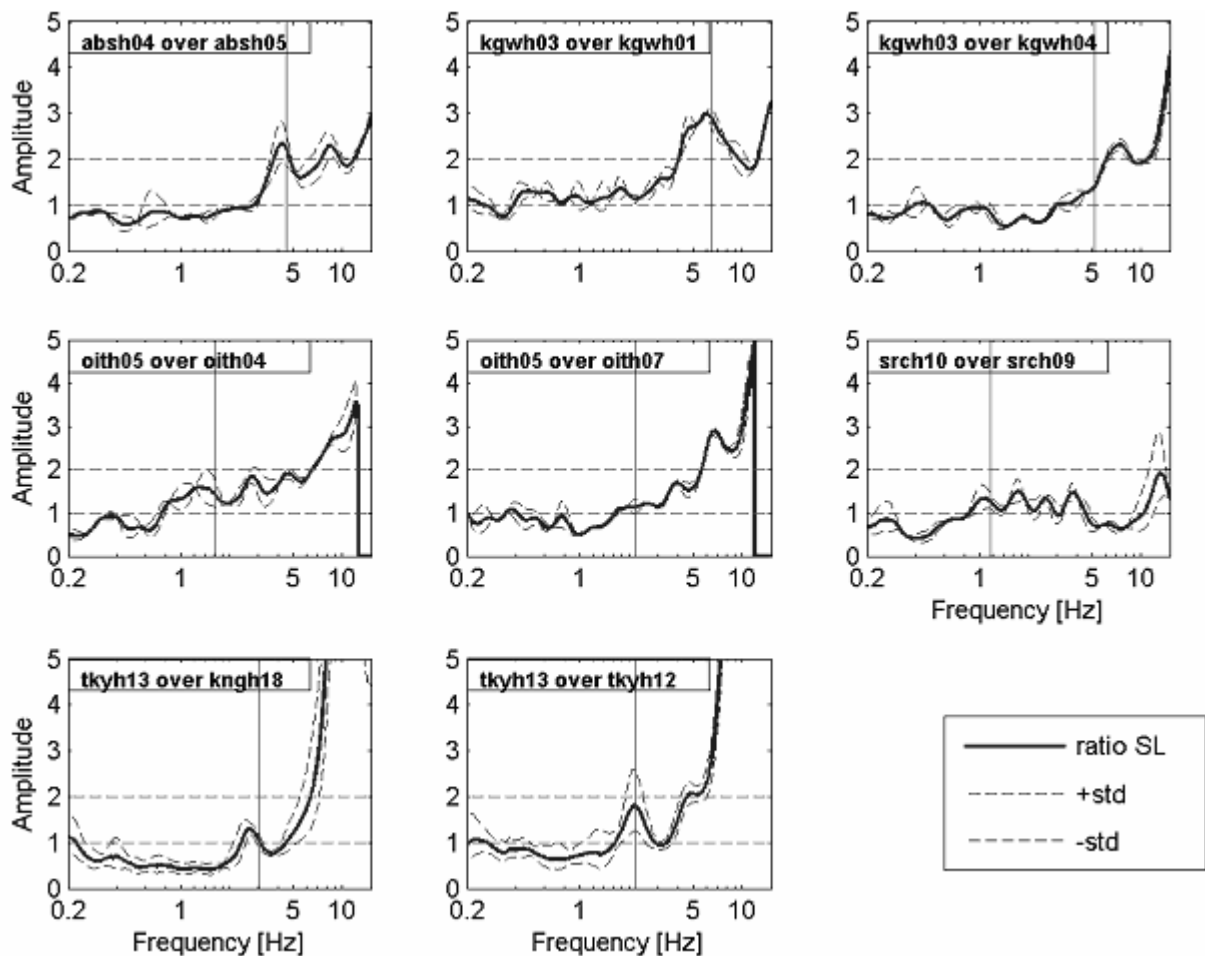 absh04 over absh05
kgwh03 over kgwh01
kgwh03 over kgwh04
Amplitude
5
4
3
2
1
0
0.2 1 5 10
5
4
3
2
1
0
0.2 1 5 10
5
4
3
2
1
0
0.2 1 5 10
oith05 over oith04
oith05 over oith07
srch10 over srch09
Amplitude
5
4
3
2
1
0
0.2 1 5 10
5
4
3
2
1
0
0.2 1 5 10
5
4
3
2
1
0
0.2 1 5 10
Frequency [Hz]
tkyh13 over kngh18
tkyh13 over tkyh12
Amplitude
5
4
3
2
1
0
0.2 1 5 10
Frequency [Hz]
5
4
3
2
1
0
0.2 1 5 10
Frequency [Hz]
ratio SL
+std
-std